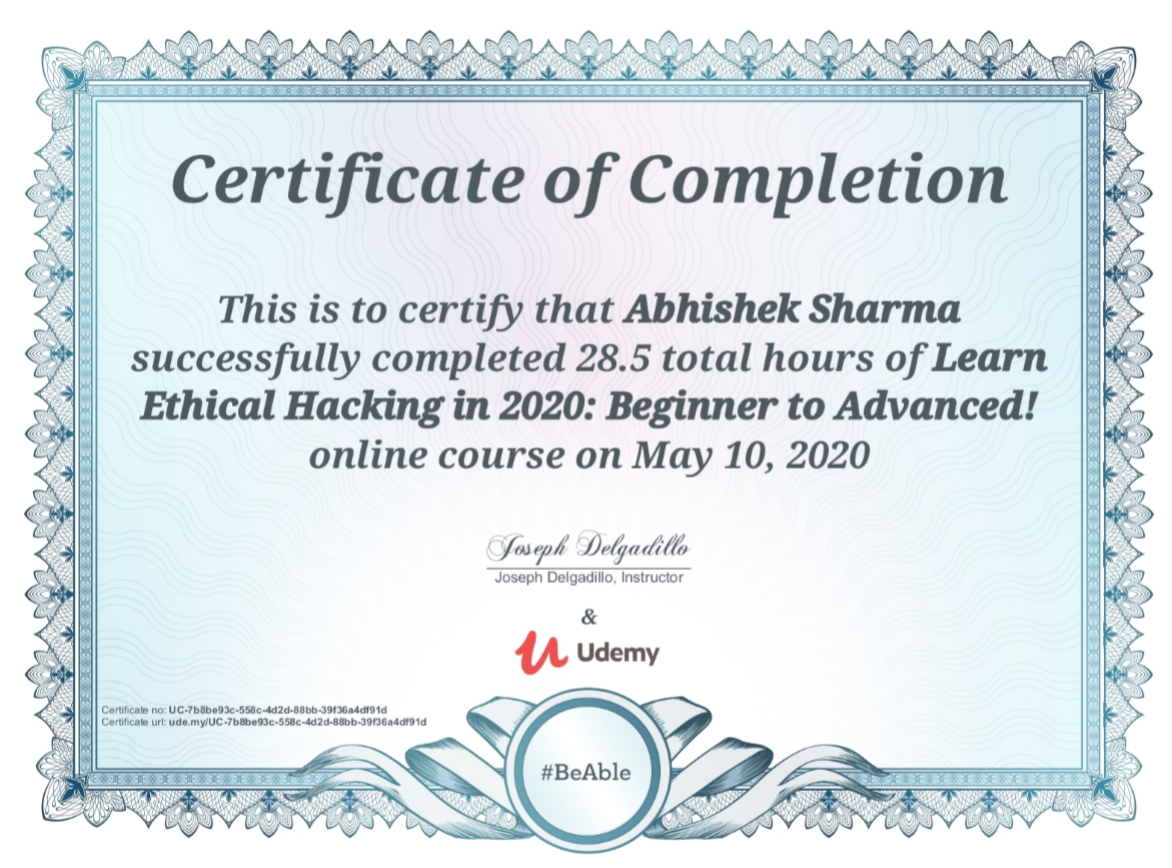 Certificate of Completion
This is to certify that Abhishek Sharma
successfully completed 28.5 total hours of Learn
Ethical Hacking in 2020: Beginner to Advanced!
online course on May 10, 2020
Joseph Delgadillo
Joseph Delgadillo, Instructor
&
Udemy
Certificate no: UC-7b8be93c-558c-4d2d-88bb-39f36a4df91d
Certificate url: ude.my/UC-7b8be93c-558c-4d2d-88bb-39f36a4df91d
#BeAble